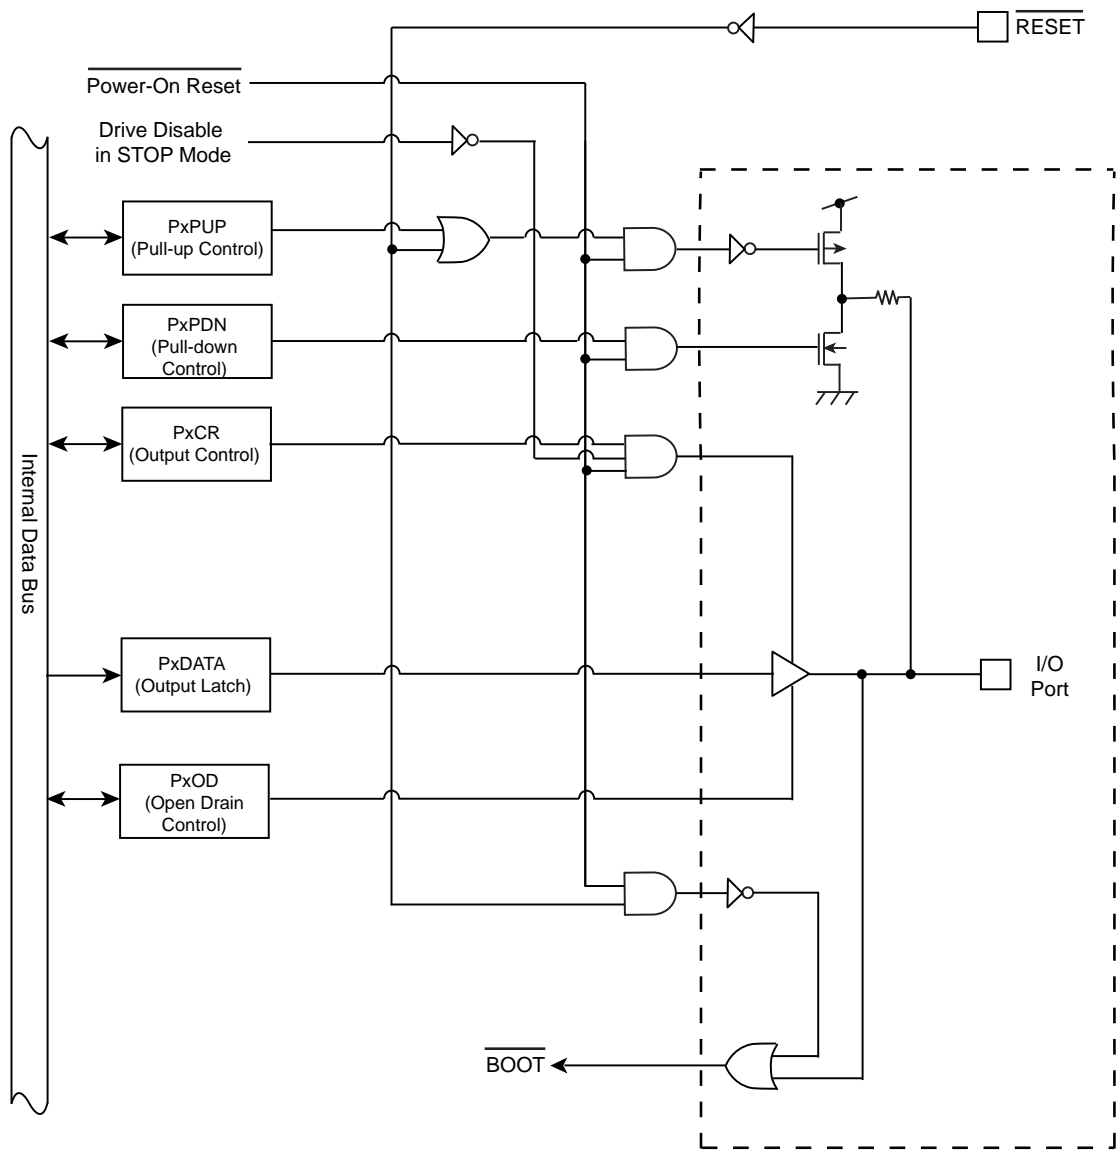 RESET
Power-On Reset
Drive Disable
in STOP Mode
PxPUP
(Pull-up Control)
PxPDN
(Pull-down
Control)
PxCR
(Output Control)
Internal Data Bus
PxDATA
(Output Latch)
I/O
Port
PxOD
(Open Drain
Control)
BOOT